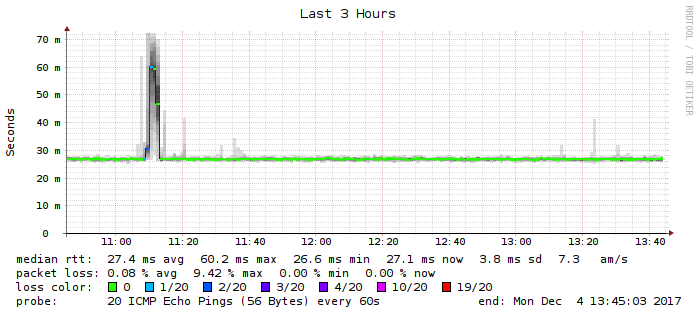 Last 3 Hours
RRDTOOL / TOBI OETIKER
Seconds
70 m
60 m
50 m
40 m
30 m
20 m
10 m
0
11:00 11:20 11:40 12:00 12:20 12:40 13:00 13:20 13:40
median rtt: 27.4 ms avg 60.2 ms max 26.6 ms min 27.1 ms now 3.8 ms sd 7.3 am/s
packet loss: 0.08 % avg 9.42 % max 0.00 % min 0.00 % now
loss color: 0 1/20 2/20 3/20 4/20 10/20 19/20
probe: 20 ICMP Echo Pings (56 Bytes) every 60s end: Mon Dec 4 13:45:03 2017